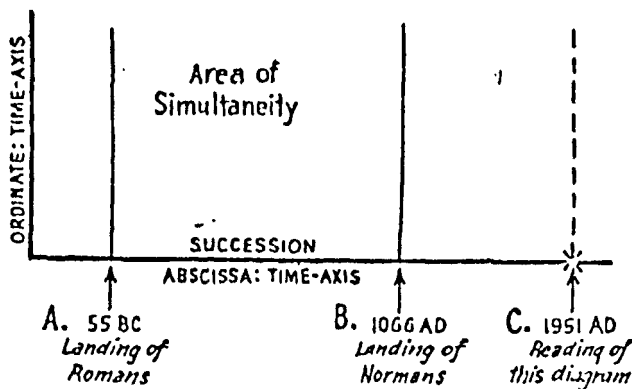 ORDINATE: TIME-AXIS
Area of
Simultaneity
SUCCESSION
ABSCISSA: TIME-AXIS
A. 55 BC
Landing of
Romans
B. 1066 AD
Landing of
Normans
C. 1951 AD
Reading of
this diagram